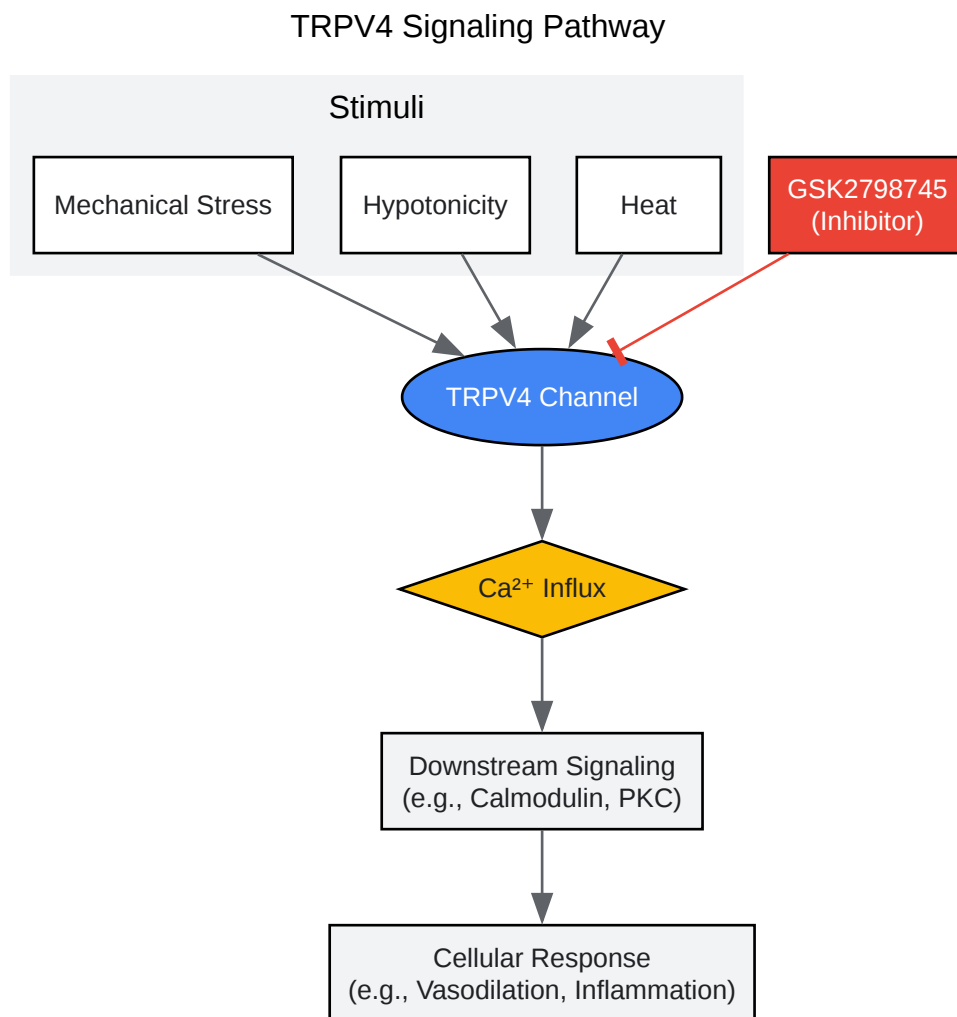 TRPV4 Signaling Pathway
Stimuli
Mechanical Stress
Hypotonicity
Heat
GSK2798745
(Inhibitor)
TRPV4 Channel
Ca²⁺ Influx
Downstream Signaling
(e.g., Calmodulin, PKC)
Cellular Response
(e.g., Vasodilation, Inflammation)